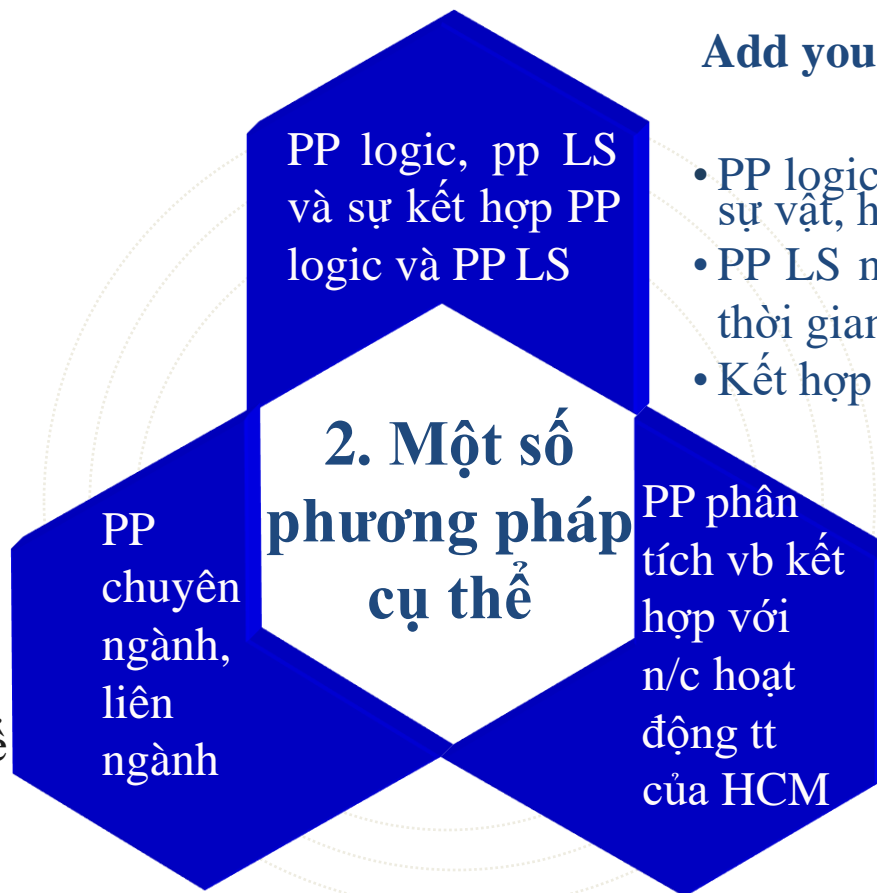 Add you
PP logic, pp LS
và sự kết hợp PP
logic và PP LS
• PP logic
sự vật, h
• PP LS n
thời gian
• Kết hợp
2. Một số
phương pháp
cụ thể
PP
chuyên
ngành,
liên
ngành
PP phân
tích vb kết
hợp với
n/c hoạt
động tt
của HCM